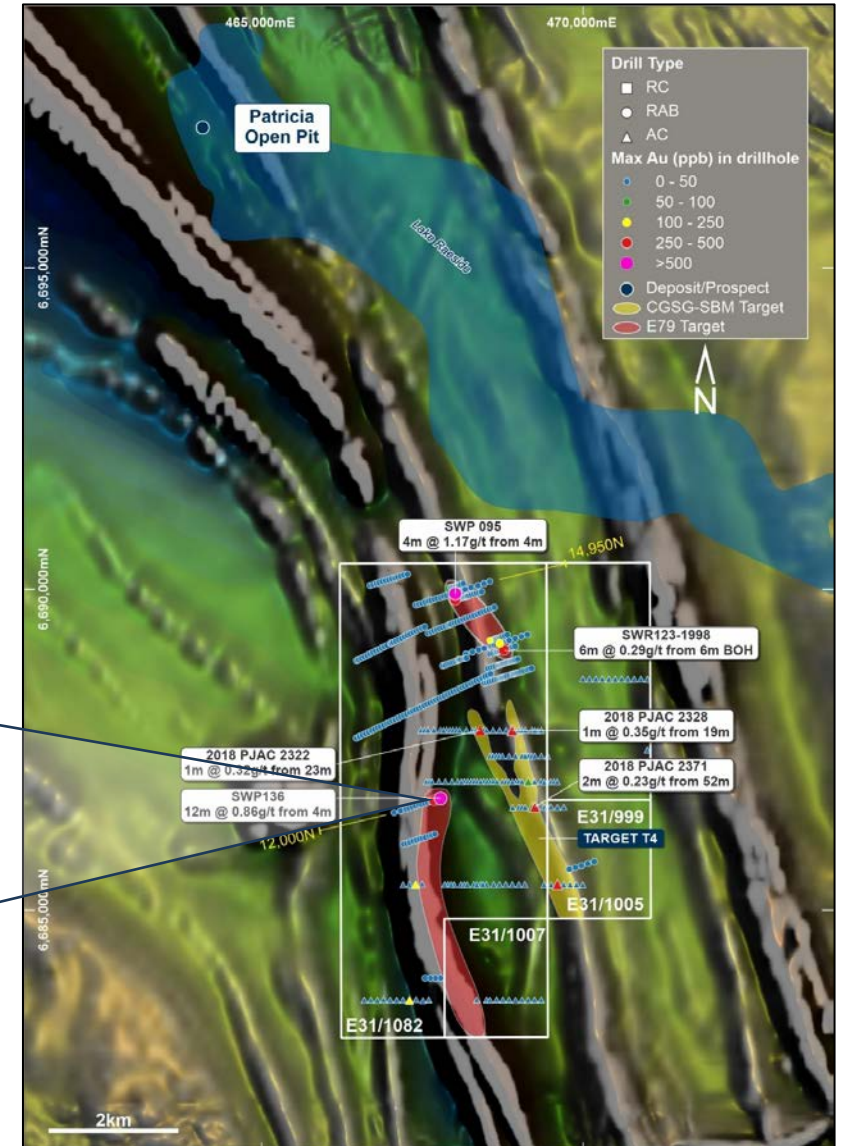 465,000mE
470,000mE
Drill Type
RC
RAB
AC
Max Au (ppb) in drillhole
0 - 50
50 - 100
100 - 250
250 - 500
>500
Deposit/Prospect
CGSG-SBM Target
E79 Target
N
Patricia
Open Pit
Lake Raeside
6,695,000mN
SWP 095
4m @ 1.17g/t from 4m
14,950N
6,690,000mN
SWR123-1998
6m @ 0.29g/t from 6m BOH
2018 PJAC 2328
1m @ 0.35g/t from 19m
2018 PJAC 2322
1m @ 0.32g/t from 23m
2018 PJAC 2371
2m @ 0.23g/t from 52m
SWP136
12m @ 0.86g/t from 4m
12,000N
E31/999
TARGET T4
E31/1005
6,685,000mN
E31/1007
E31/1082
2km